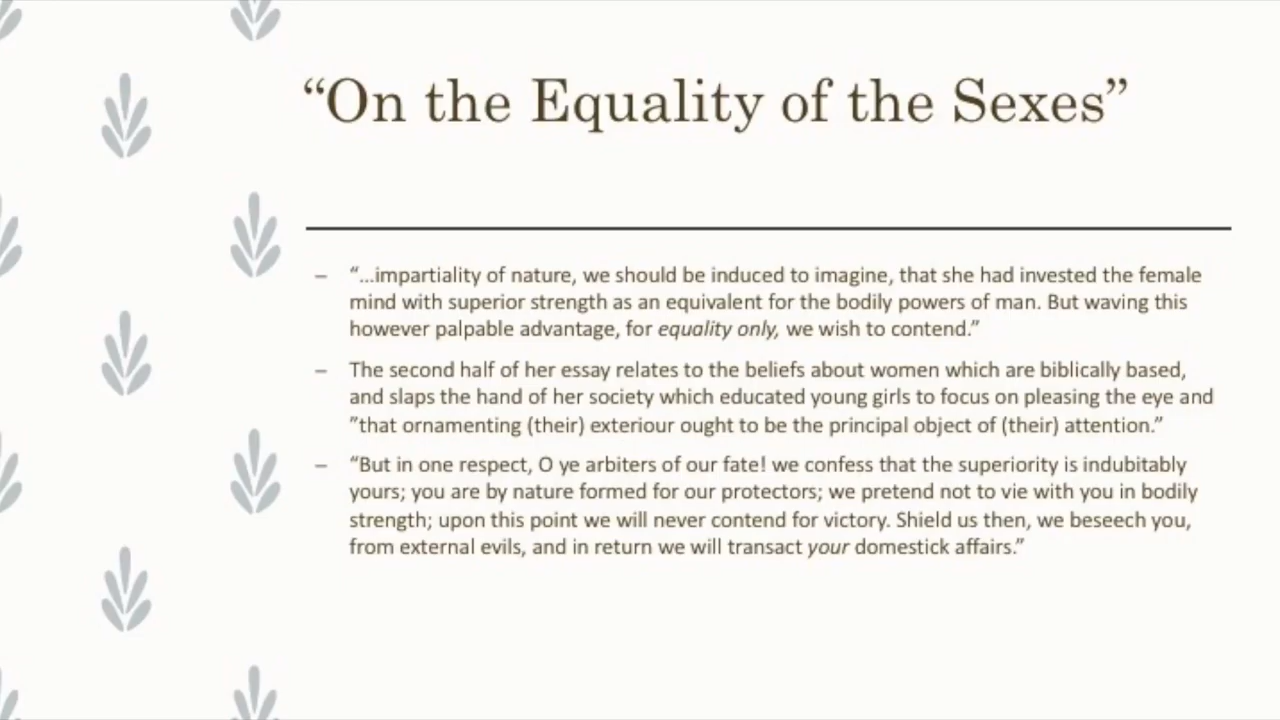 “On the Equality of the Sexes”
– “...impartiality of nature, we should be induced to imagine, that she had invested the female
mind with superior strength as an equivalent for the bodily powers of man. But waving this
however palpable advantage, for equality only, we wish to contend.”
– The second half of her essay relates to the beliefs about women which are biblically based,
and slaps the hand of her society which educated young girls to focus on pleasing the eye and
“that ornamenting (their) exteriour ought to be the principal object of (their) attention.”
– “But in one respect, O ye arbiters of our fate! we confess that the superiority is indubitably
yours; you are by nature formed for our protectors; we pretend not to vie with you in bodily
strength; upon this point we will never contend for victory. Shield us then, we beseech you,
from external evils, and in return we will transact your domestick affairs.”